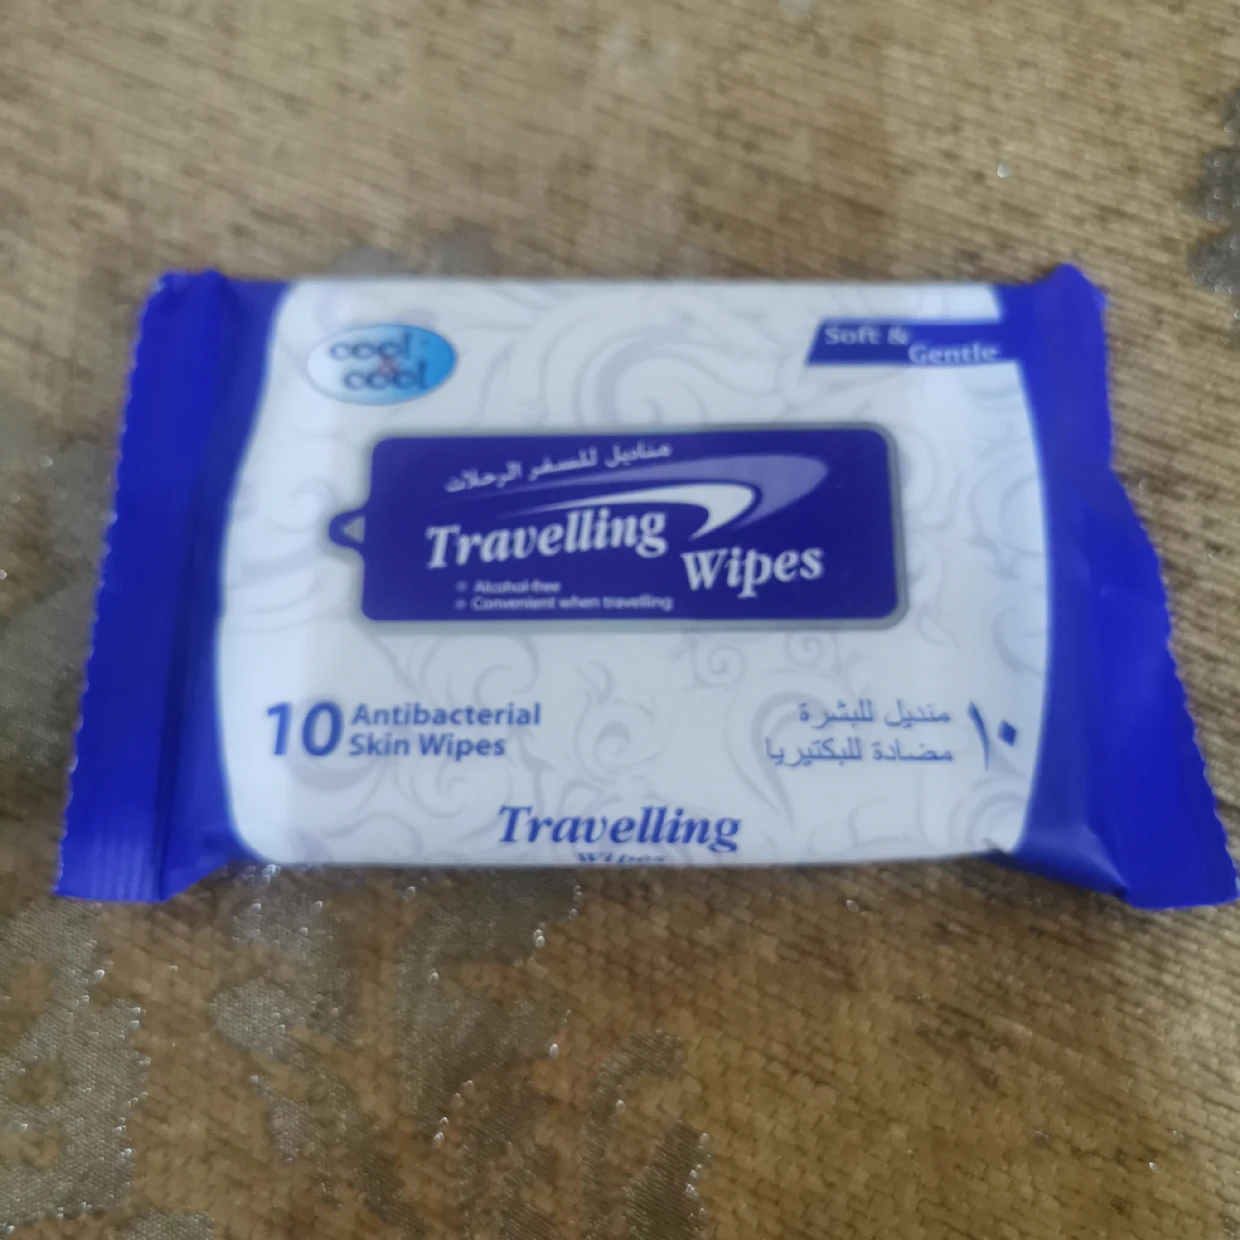 cool
&
cool
Soft &
Gentle
مناديل للسفر الرحلات
Travelling
Wipes
Alcohol-free
Convenient when travelling
10 Antibacterial
Skin Wipes
١٠ منديل للبشرة
مضادة للبكتيريا
Travelling
Wipes